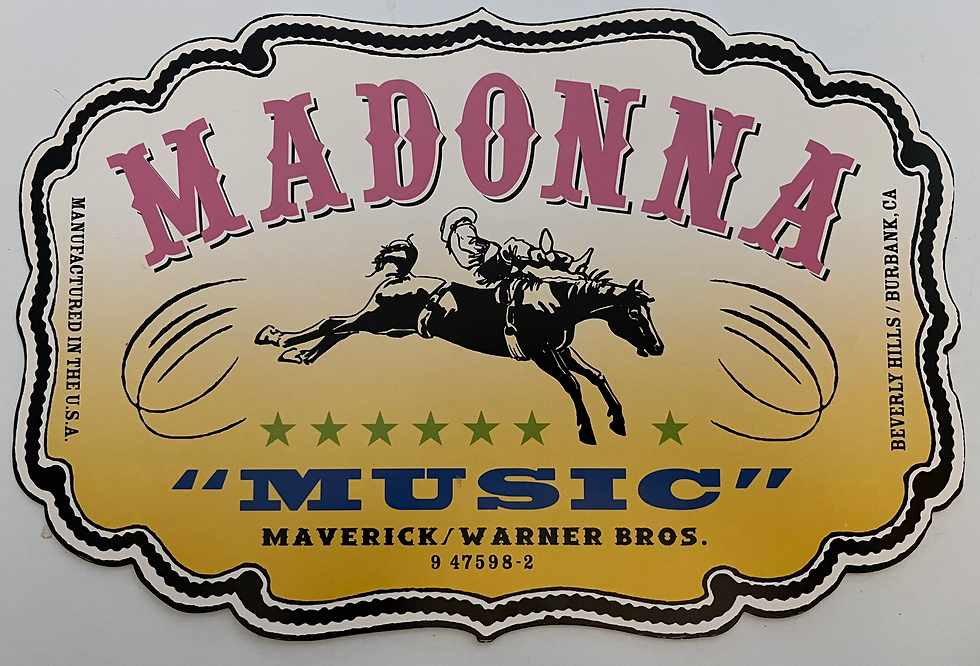 MADONNA
MANUFACTURED IN THE U.S.A.
BEVERLY HILLS / BURBANK, CA
"MUSIC"
MAVERICK/WARNER BROS.
9 47598-2